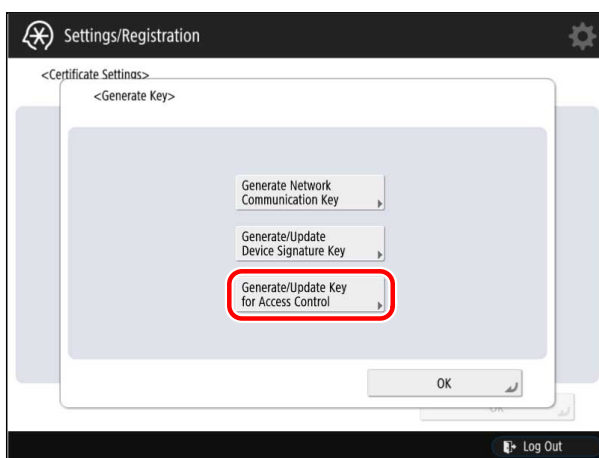 Settings/Registration
<Certificate Settings>
<Generate Key>
Generate Network
Communication Key
Generate/Update
Device Signature Key
Generate/Update Key
for Access Control
OK
OK
Log Out